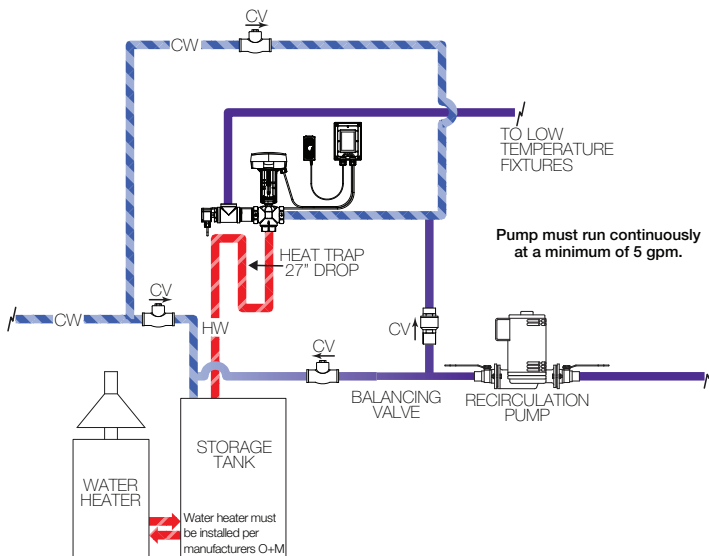 CV
CW
TO LOW
TEMPERATURE
FIXTURES
Pump must run continuously
at a minimum of 5 gpm.
HEAT TRAP
27" DROP
CV
CW
HW
CV
CV
BALANCING
VALVE
RECIRCULATION
PUMP
STORAGE
TANK
WATER
HEATER
Water heater must
be installed per
manufacturers O+M